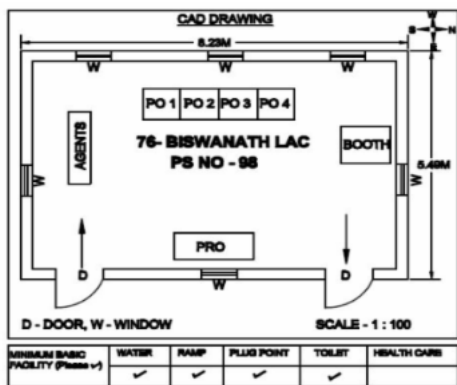 CAD DRAWING
W
S N
E
8.23M
W W W
PO 1 PO 2 PO 3 PO 4
AGENTS
76- BISWANATH LAC
PS NO - 98
BOOTH
5.49M
W W
PRO
D D
W
D - DOOR, W - WINDOW SCALE - 1 : 100
MINIMUM BASIC FACILITY (Please ✓) WATER RAMP PLUG POINT TOILET HEALTH CARE
✓ ✓ ✓ ✓